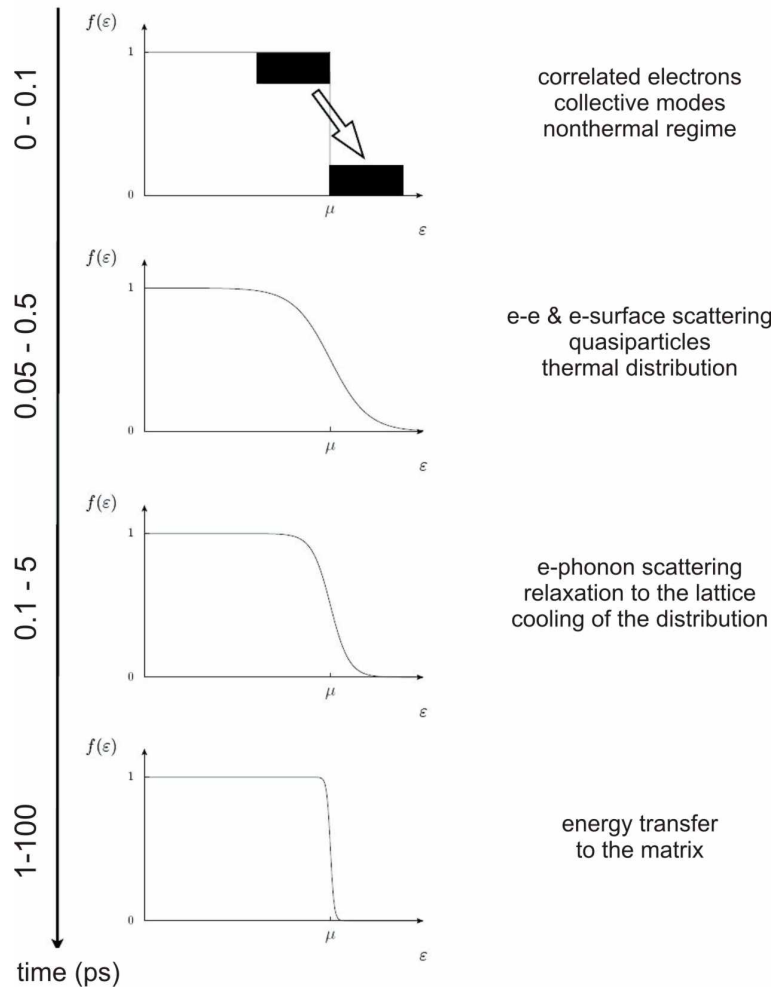 0 - 0.1
f(ε)
1
0
μ
ε
correlated electrons
collective modes
nonthermal regime
0.05 - 0.5
f(ε)
1
0
μ
ε
e-e & e-surface scattering
quasiparticles
thermal distribution
0.1 - 5
f(ε)
1
0
μ
ε
e-phonon scattering
relaxation to the lattice
cooling of the distribution
1-100
f(ε)
1
0
μ
ε
energy transfer
to the matrix
time (ps)